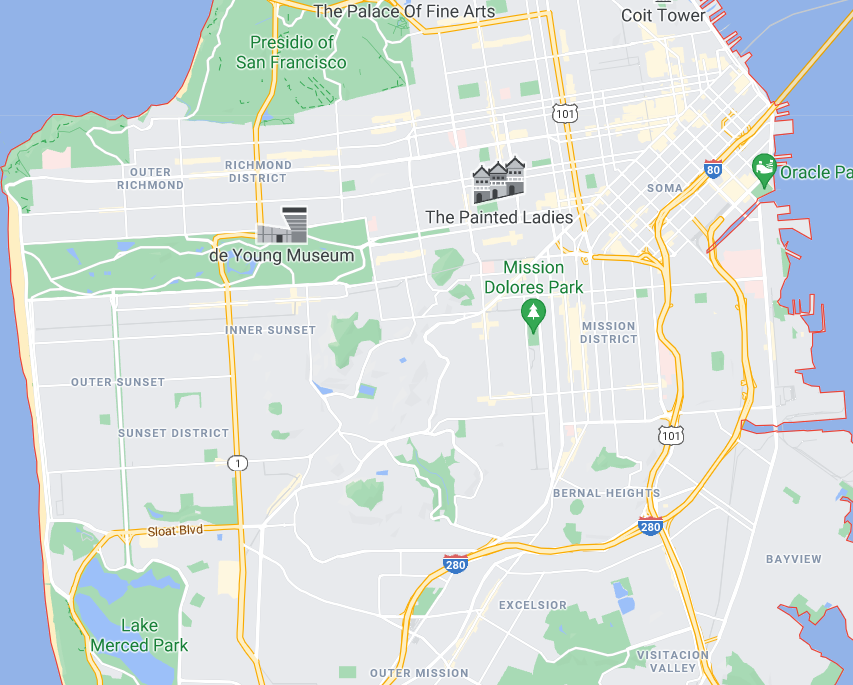 The Palace Of Fine Arts
Coit Tower
Presidio of
San Francisco
101
80
OUTER
RICHMOND
RICHMOND
DISTRICT
SOMA
Oracle Pa
The Painted Ladies
de Young Museum
Mission
Dolores Park
INNER SUNSET
MISSION
DISTRICT
OUTER SUNSET
SUNSET DISTRICT
101
1
BERNAL HEIGHTS
Sloat Blvd
280
280
BAYVIEW
EXCELSIOR
Lake
Merced Park
VISITACION
VALLEY
OUTER MISSION